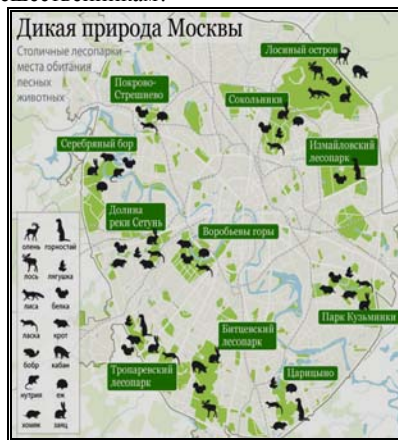 ешественникам.
Дикая природа Москвы
Столичные лесопарки –
места обитания
лесных
животных
Лосиный остров
Покрово-
Стрешнево
Сокольники
Серебряный бор
Измайловский
лесопарк
Долина
реки Сетунь
Воробьевы горы
олень горностай
лось лягушка
лиса белка
ласка крот
бобр кабан
нутрия еж
хомяк заяц
Парк Кузьминки
Битцевский
лесопарк
Тропаревский
лесопарк
Царицыно